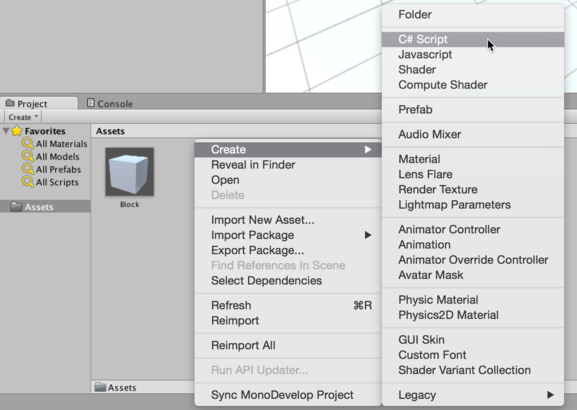 Project
Console
Create
Favorites
All Materials
All Models
All Prefabs
All Scripts
Assets
Assets
Block
Assets
Create
Reveal in Finder
Open
Delete
Import New Asset...
Import Package
Export Package...
Find References In Scene
Select Dependencies
Refresh ⌘R
Reimport
Reimport All
Run API Updater...
Sync MonoDevelop Project
Folder
C# Script
Javascript
Shader
Compute Shader
Prefab
Audio Mixer
Material
Lens Flare
Render Texture
Lightmap Parameters
Animator Controller
Animation
Animator Override Controller
Avatar Mask
Physic Material
Physics2D Material
GUI Skin
Custom Font
Shader Variant Collection
Legacy